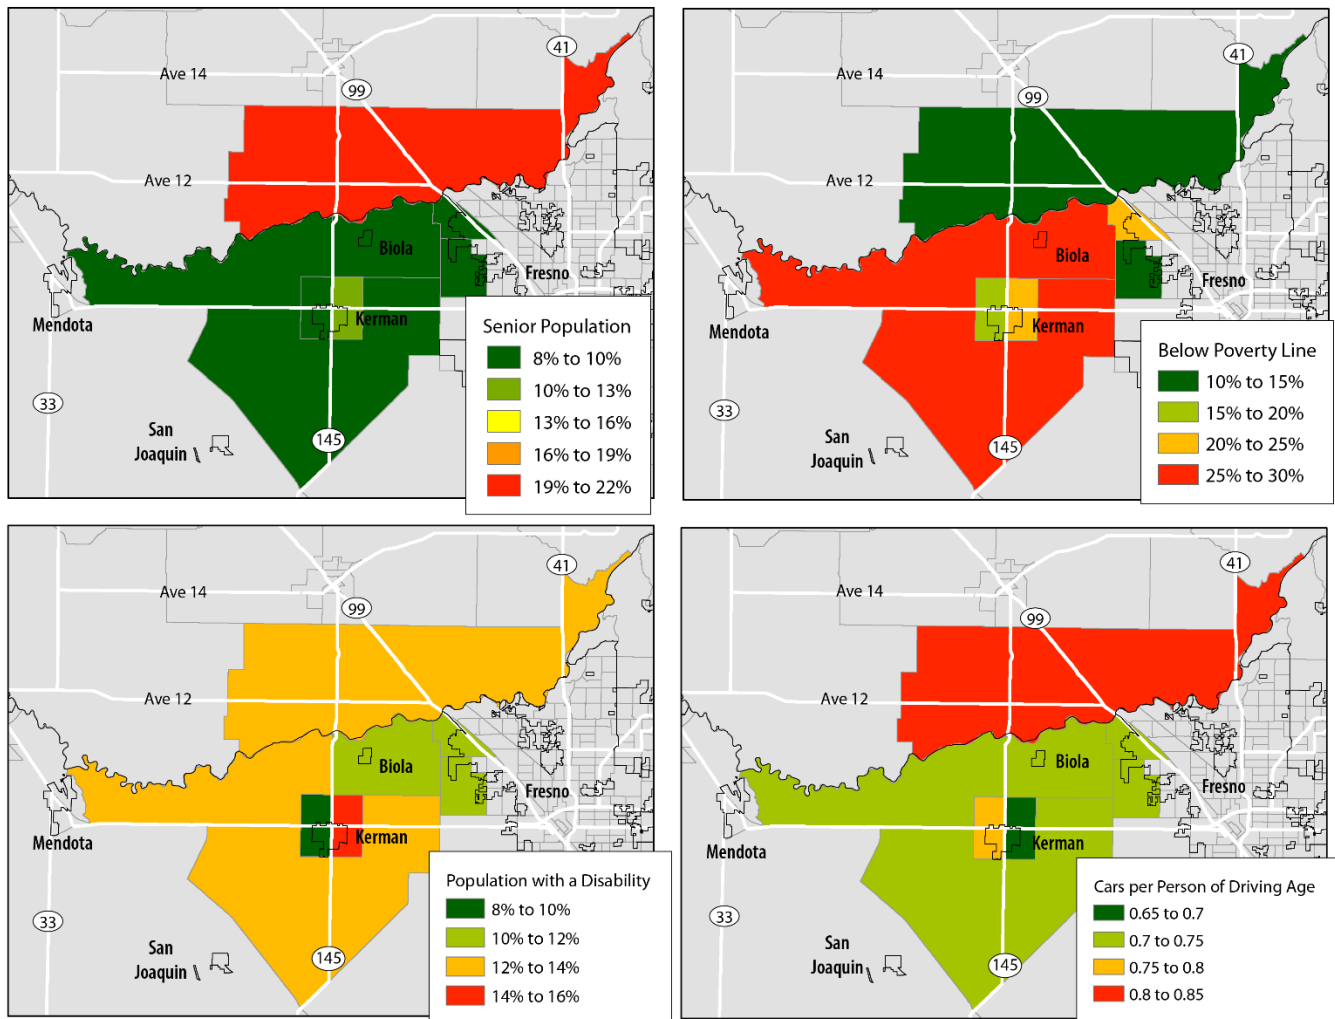 41
Ave 14
99
Ave 12
Biola
Fresno
Mendota
Kerman
33
San
Joaquin
145
Senior Population
8% to 10%
10% to 13%
13% to 16%
16% to 19%
19% to 22%
41
Ave 14
99
Ave 12
Biola
Fresno
Mendota
Kerman
33
San
Joaquin
145
Below Poverty Line
10% to 15%
15% to 20%
20% to 25%
25% to 30%
41
Ave 14
99
Ave 12
Biola
Fresno
Mendota
Kerman
33
San
Joaquin
145
Population with a Disability
8% to 10%
10% to 12%
12% to 14%
14% to 16%
41
Ave 14
99
Ave 12
Biola
Fresno
Mendota
Kerman
33
San
Joaquin
145
Cars per Person of Driving Age
0.65 to 0.7
0.7 to 0.75
0.75 to 0.8
0.8 to 0.85